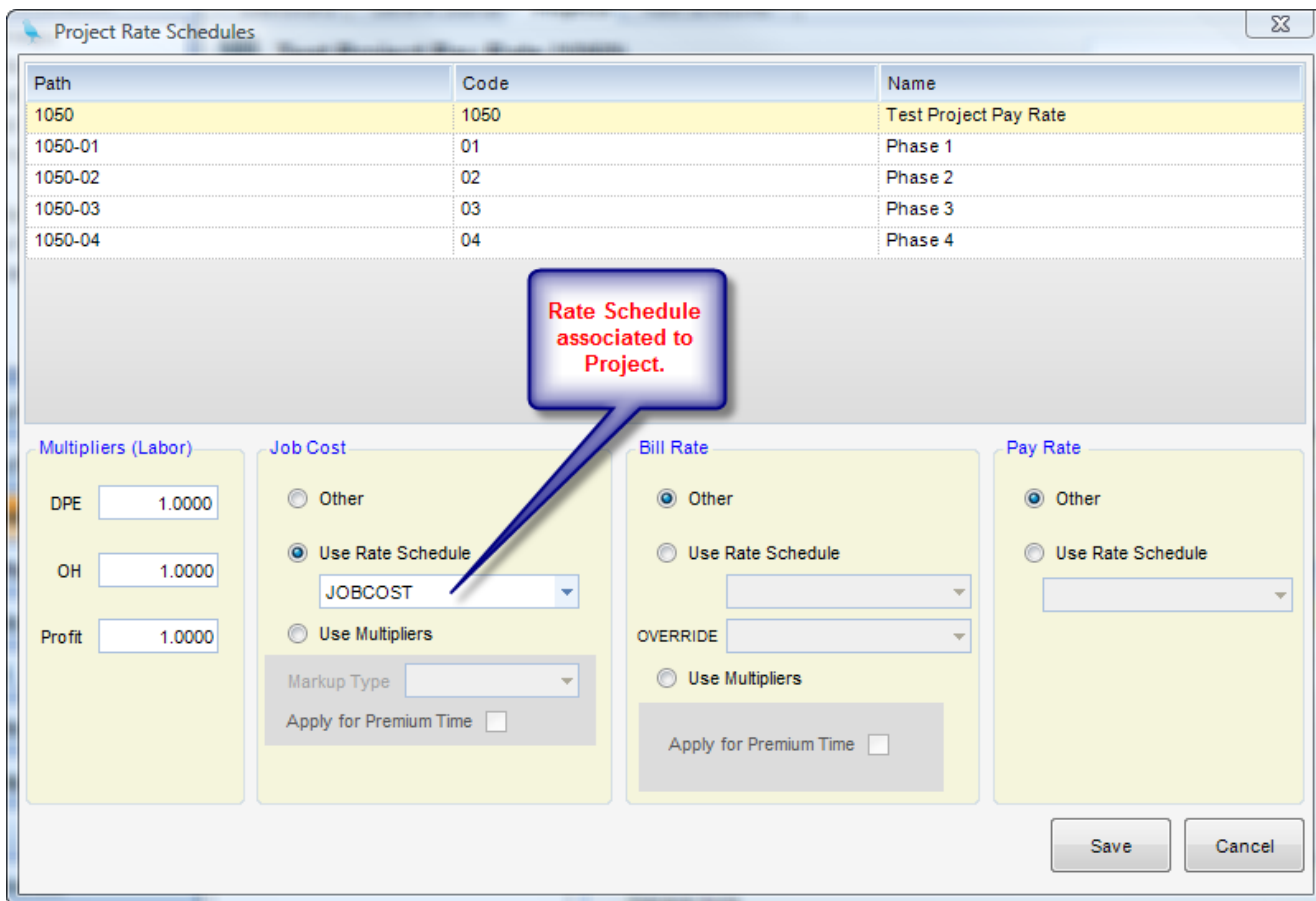 Project Rate Schedules
Path Code Name
1050 1050 Test Project Pay Rate
1050-01 01 Phase 1
1050-02 02 Phase 2
1050-03 03 Phase 3
1050-04 04 Phase 4
Rate Schedule
associated to
Project.
Multipliers (Labor)
DPE 1.0000
OH 1.0000
Profit 1.0000
Job Cost
Other
Use Rate Schedule
JOBCOST
Use Multipliers
Markup Type
Apply for Premium Time
Bill Rate
Other
Use Rate Schedule
OVERRIDE
Use Multipliers
Apply for Premium Time
Pay Rate
Other
Use Rate Schedule
Save Cancel